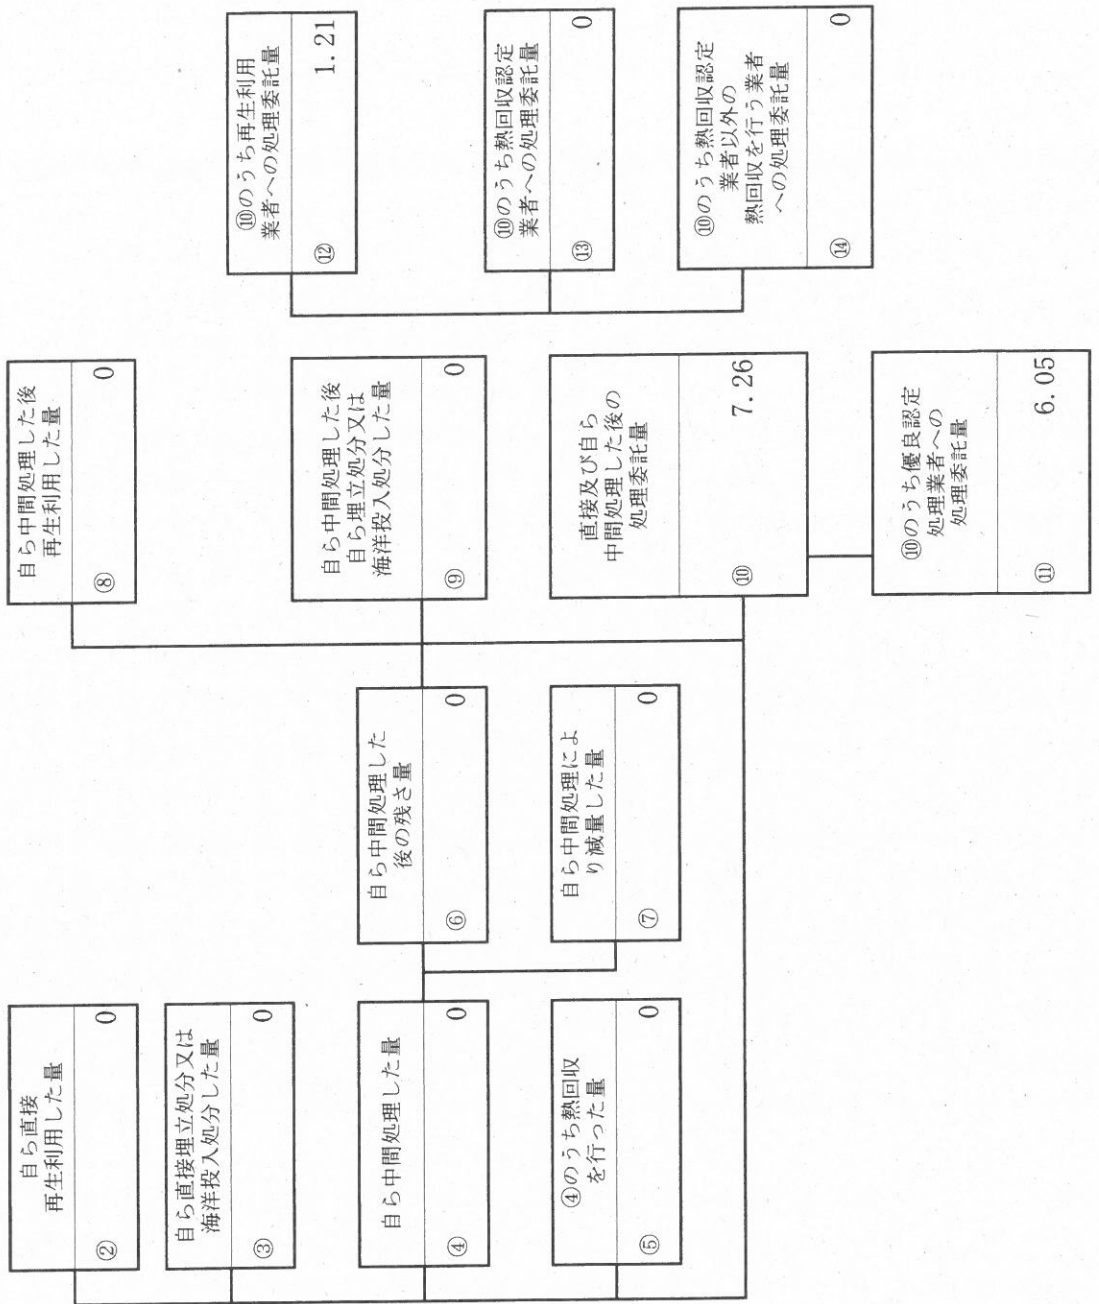 自ら直接
再生利用した量
② 0
自ら直接埋立処分又は
海洋投入処分した量
③ 0
自ら中間処理した量
④ 0
④のうち熱回収
を行った量
⑤ 0
自ら中間処理した
後の残さ量
⑥ 0
自ら中間処理によ
り減量した量
⑦ 0
自ら中間処理した後
再生利用した量
⑧ 0
自ら中間処理した後
自ら埋立処分又は
海洋投入処分した量
⑨ 0
直接及び自ら
中間処理した後の
処理委託量
⑩ 7.26
⑩のうち優良認定
処理業者への
処理委託量
⑪ 6.05
⑩のうち再生利用
業者への処理委託量
⑫ 1.21
⑩のうち熱回収認定
業者への処理委託量
⑬ 0
⑩のうち熱回収認定
業者以外の
熱回収を行う業者
への処理委託量
⑭ 0